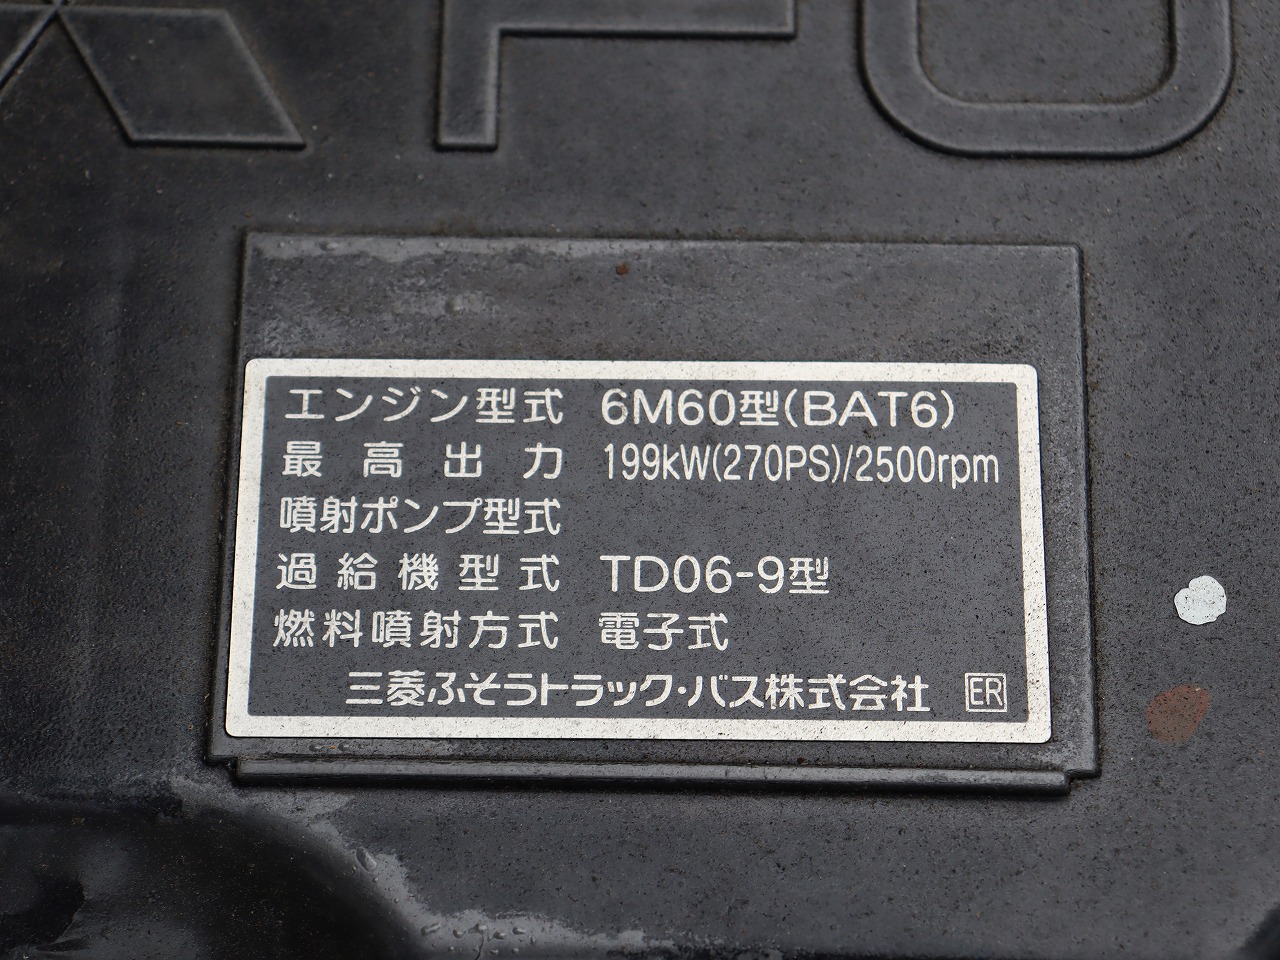 エンジン型式 6M60型(BAT6)
最高出力 199kW(270PS)/2500rpm
噴射ポンプ型式
過給機型式 TD06-9型
燃料噴射方式 電子式
三菱ふそうトラック・バス株式会社 ER